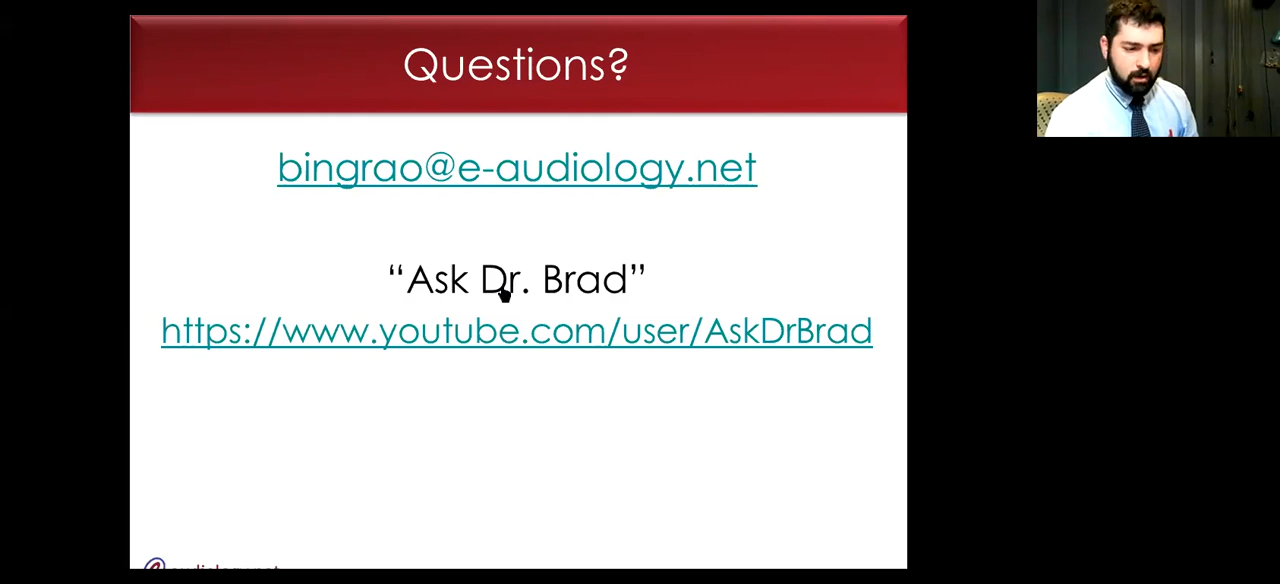 Questions?
bingrao@e-audiology.net
“Ask Dr. Brad”
https://www.youtube.com/user/AskDrBrad